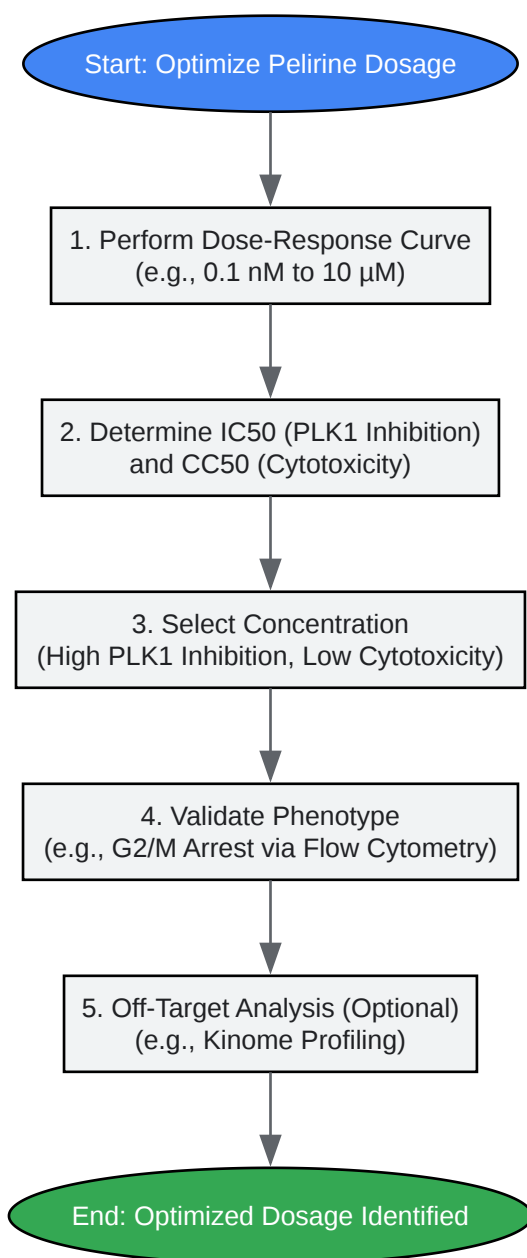 Start: Optimize Pelirine Dosage
1. Perform Dose-Response Curve
(e.g., 0.1 nM to 10 µM)
2. Determine IC50 (PLK1 Inhibition)
and CC50 (Cytotoxicity)
3. Select Concentration
(High PLK1 Inhibition, Low Cytotoxicity)
4. Validate Phenotype
(e.g., G2/M Arrest via Flow Cytometry)
5. Off-Target Analysis (Optional)
(e.g., Kinome Profiling)
End: Optimized Dosage Identified